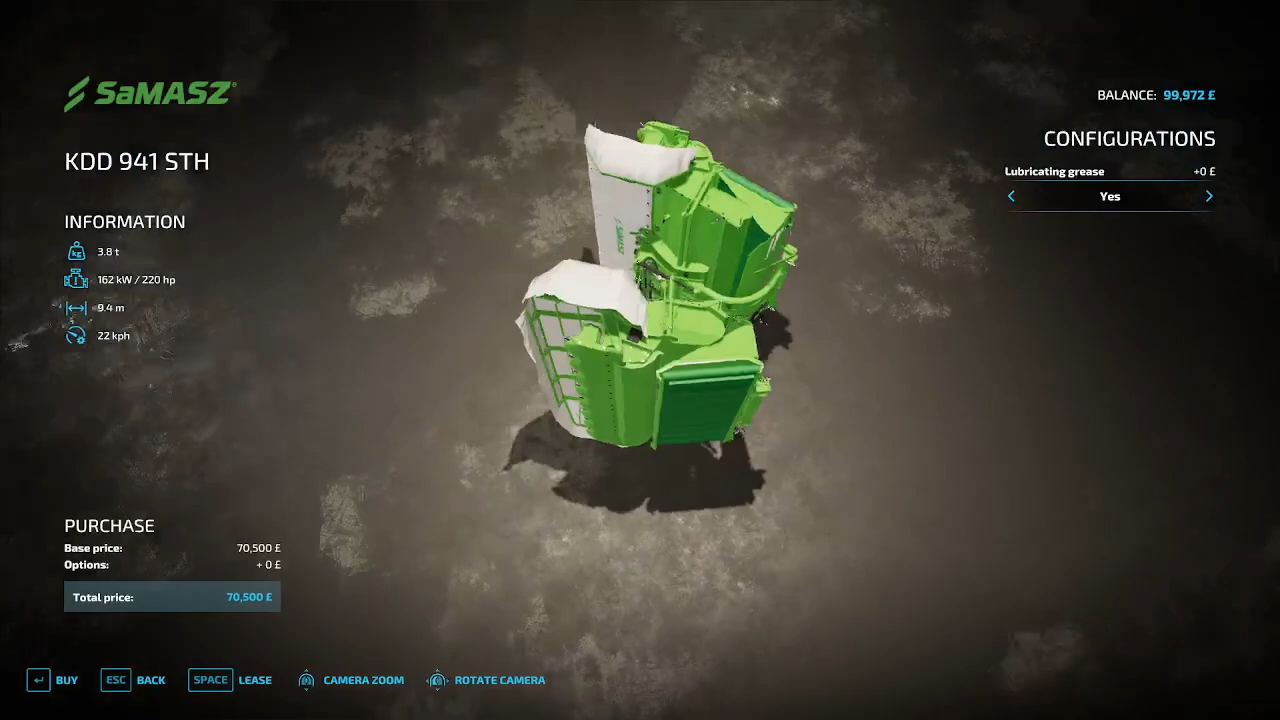 SaMASZ
KDD 941 STH
INFORMATION
3.8 t
162 kW / 220 hp
9.4 m
22 kph
PURCHASE
Base price: 70,500 £
Options: + 0 £
Total price: 70,500 £
BALANCE: 99,972 £
CONFIGURATIONS
Lubricating grease +0 £
Yes
SaMASZ
BUY ESC BACK SPACE LEASE CAMERA ZOOM ROTATE CAMERA